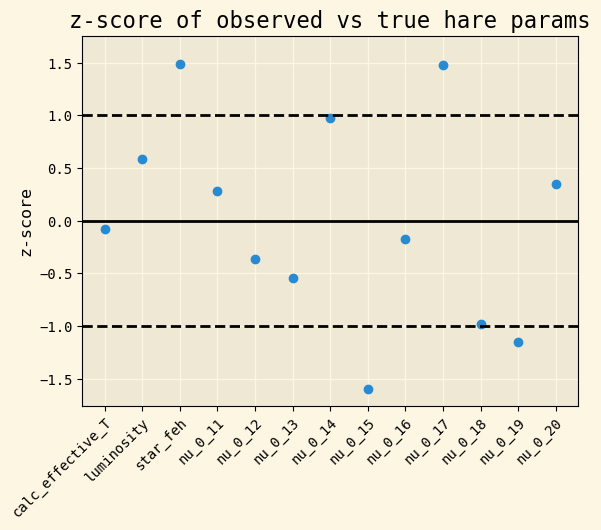 z-score of observed vs true hare params
z-score
1.5
1.0
0.5
0.0
−0.5
−1.0
−1.5
calc_effective_T
luminosity
star_feh
nu_0_11
nu_0_12
nu_0_13
nu_0_14
nu_0_15
nu_0_16
nu_0_17
nu_0_18
nu_0_19
nu_0_20